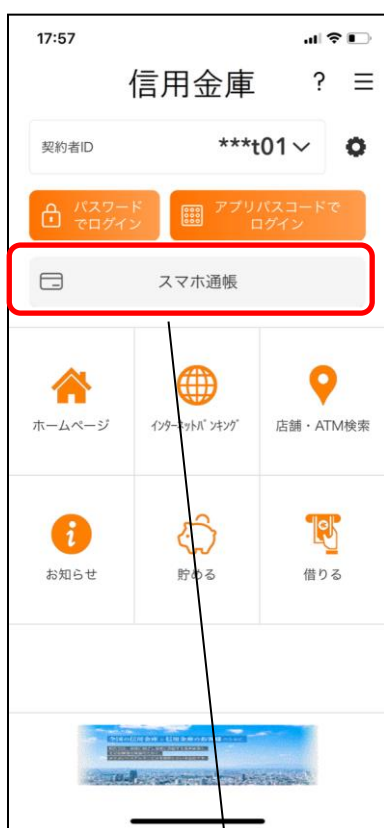 17:57
信用金庫 ?
契約者ID ***t01
パスワード
でログイン
アプリパスコードで
ログイン
スマホ通帳
ホームページ
インターネットバンキング
店舗・ATM検索
お知らせ
貯める
借りる